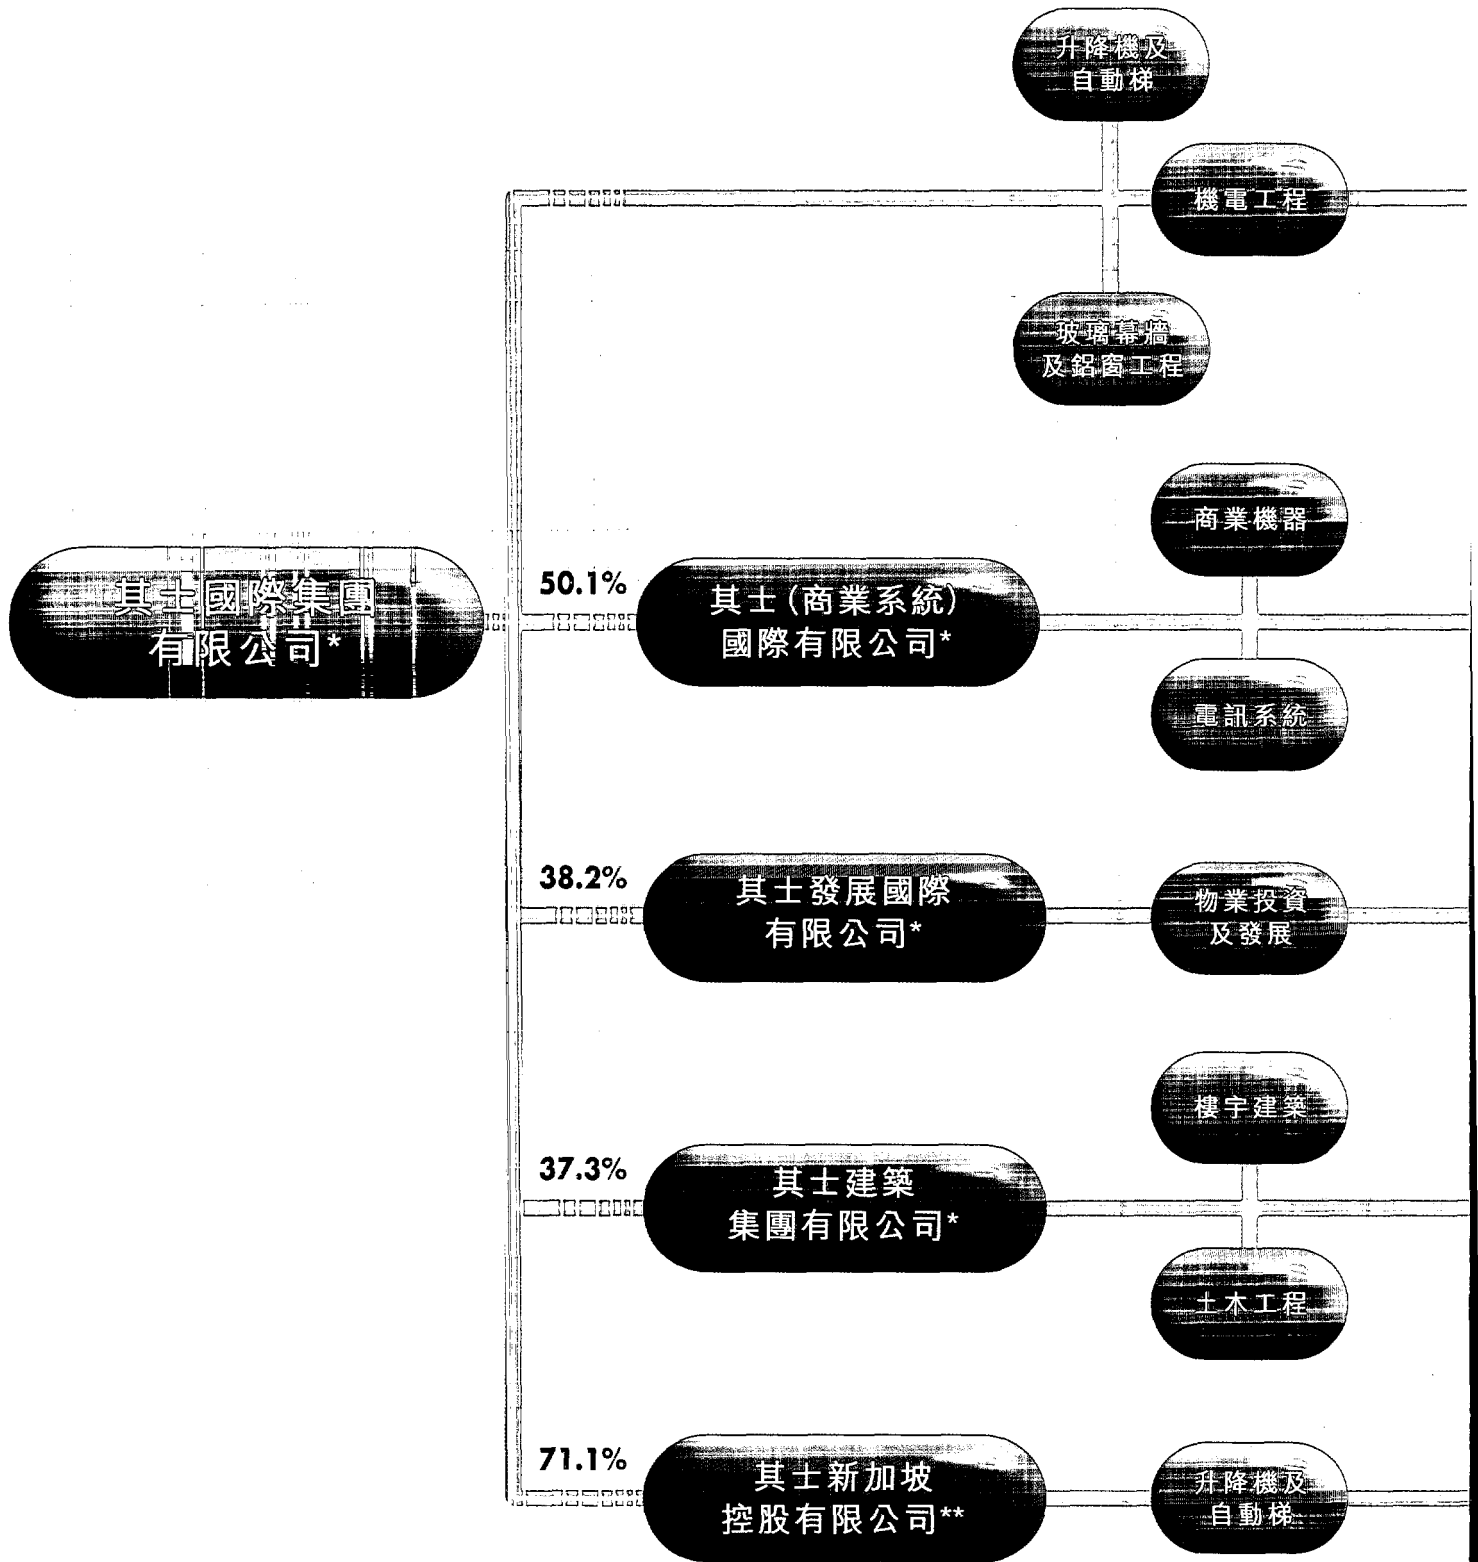 升降機及
自動梯
機電工程
玻璃幕牆
及鋁窗工程
其士國際集團
有限公司*
50.1%
其士(商業系統)
國際有限公司*
商業機器
電訊系統
38.2%
其士發展國際
有限公司*
物業投資
及發展
37.3%
其士建築
集團有限公司*
樓宇建築
土木工程
71.1%
其士新加坡
控股有限公司**
升降機及
自動梯